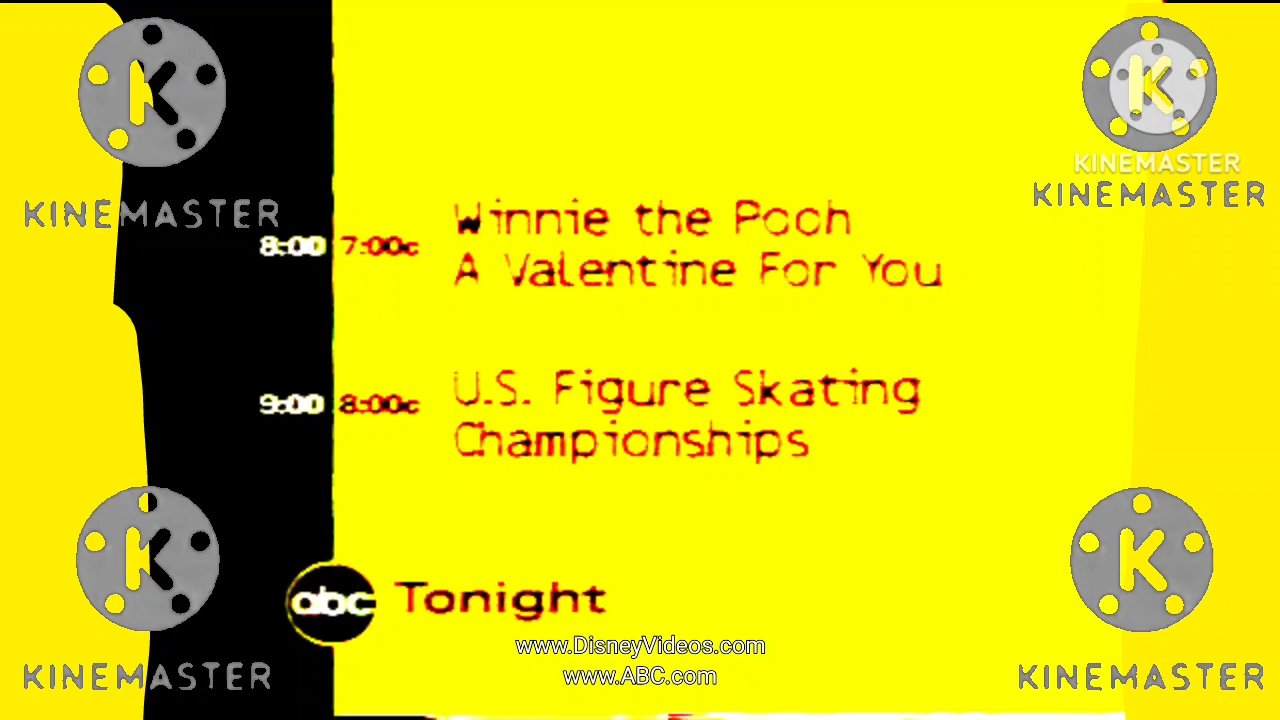 KINEMASTER
KINEMASTER
KINEMASTER
8:00 7:00c Winnie the Pooh
A Valentine For You
9:00 8:00c U.S. Figure Skating
Championships
abc Tonight
www.DisneyVideos.com
www.ABC.com
KINEMASTER
KINEMASTER